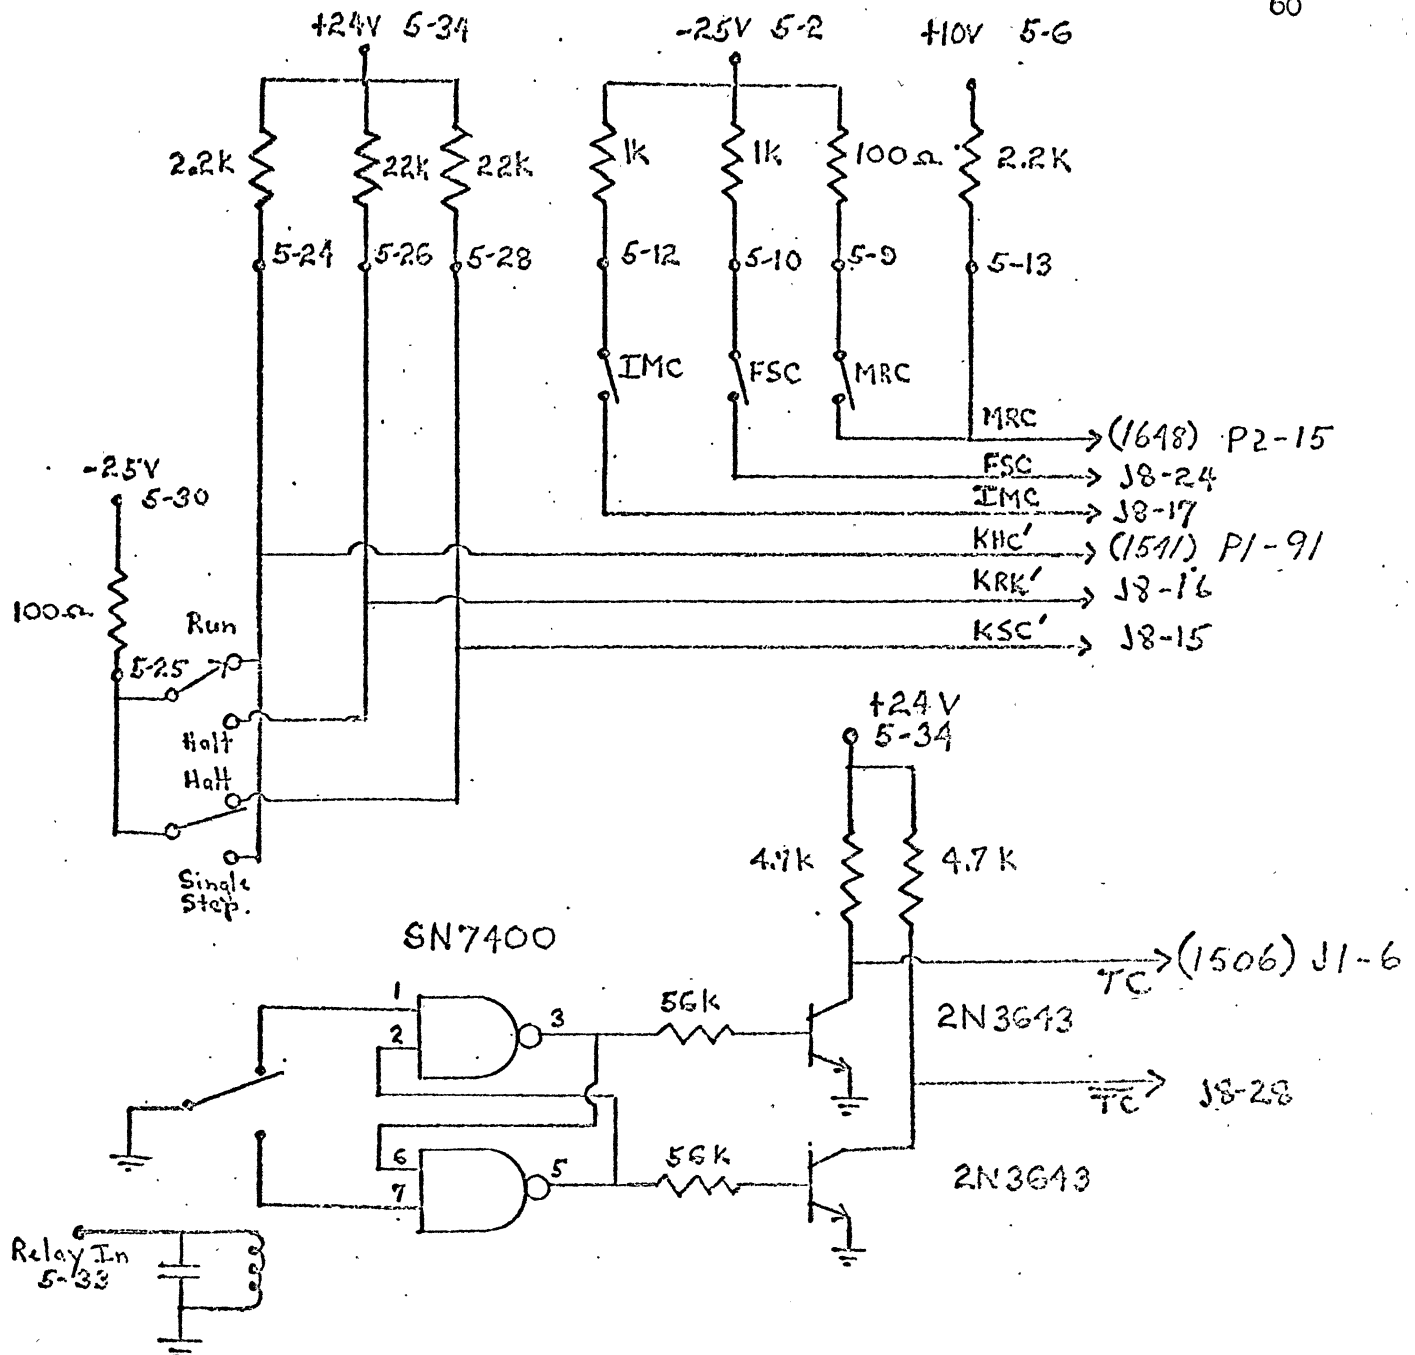 60
+24V 5-34
-25V 5-2
+10V 5-6
2.2K
22K
22K
1K
1K
100Ω
2.2K
5-24
5-26
5-28
5-12
5-10
5-9
5-13
IMC
FSC
MRC
MRC
(1648) P2-15
FSC
J8-24
IMC
J8-17
KHC'
(1541) P1-91
KRK'
J8-16
KSC'
J8-15
-25V
5-30
100Ω
Run
5-25
Halt
Halt
Single
Step.
+24V
5-34
4.7K
4.7K
SN7400
1
2
3
56K
TC
(1506) J1-6
2N3643
TC
J8-28
6
7
5
56K
2N3643
Relay In
5-33